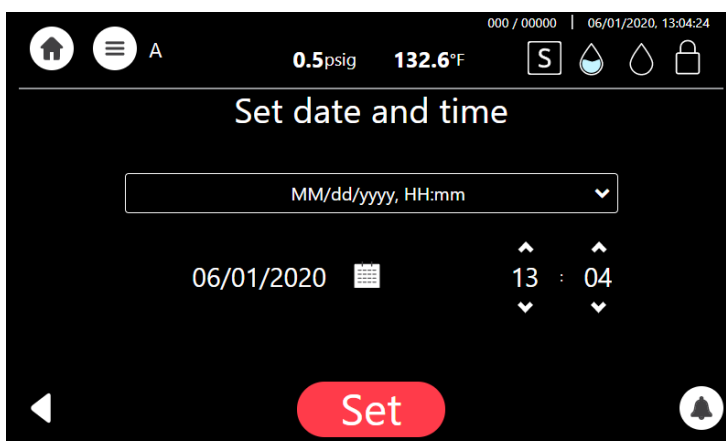 000 / 00000 | 06/01/2020, 13:04:24
A 0.5psig 132.6°F S
Set date and time
MM/dd/yyyy, HH:mm
06/01/2020 13 : 04
Set